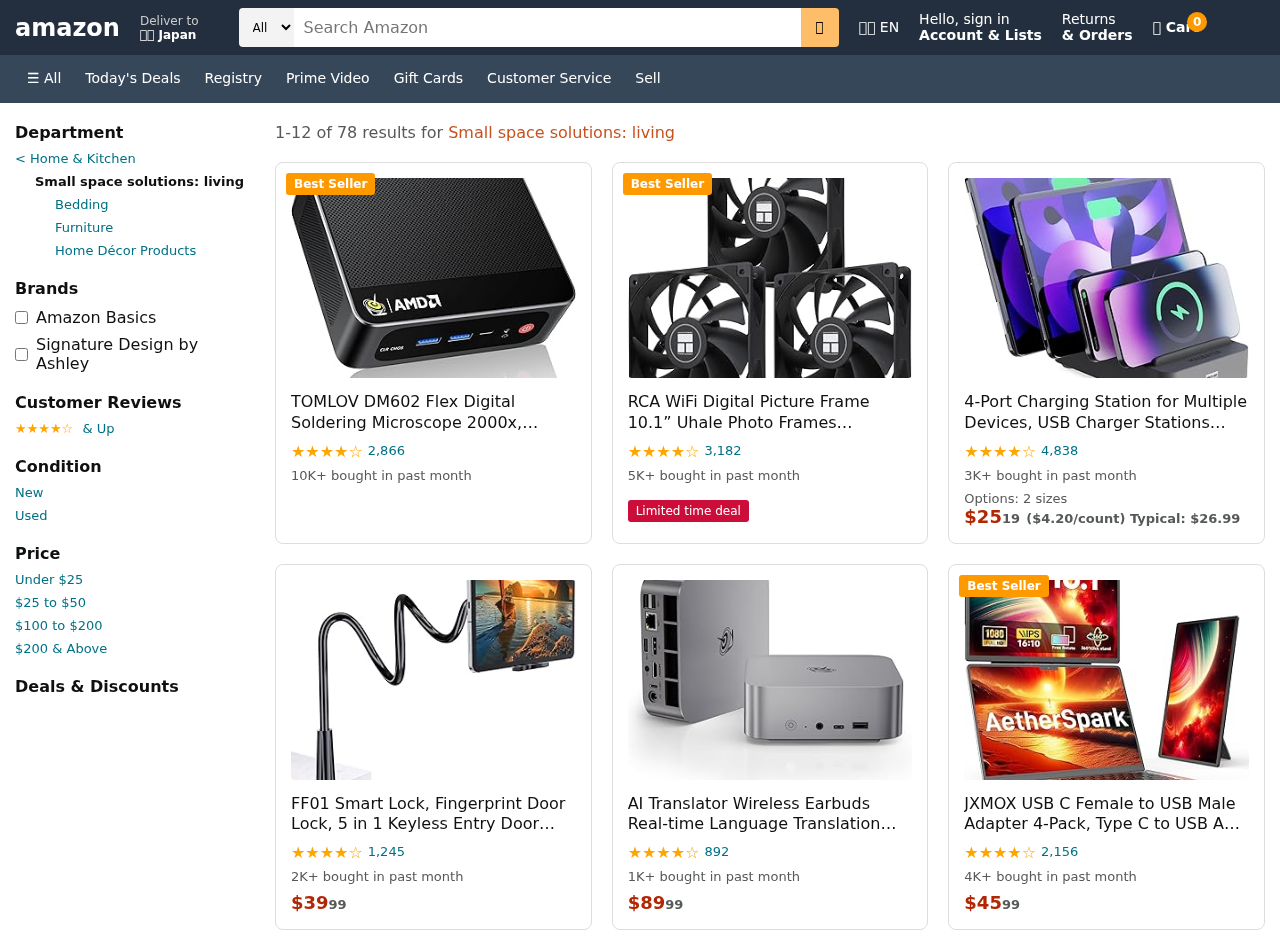 amazon
Deliver to
Japan
All
Search Amazon
EN
Hello, sign in
Account & Lists
Returns
& Orders
0
☰ All
Today's Deals
Registry
Prime Video
Gift Cards
Customer Service
Sell
Department
< Home & Kitchen
Small space solutions: living
Bedding
Furniture
Home Décor Products
Brands
Amazon Basics
Signature Design by
Ashley
Customer Reviews
★★★★☆ & Up
Condition
New
Used
Price
Under $25
$25 to $50
$100 to $200
$200 & Above
Deals & Discounts
1-12 of 78 results for Small space solutions: living
Best Seller
AMD
TOMLOV DM602 Flex Digital
Soldering Microscope 2000x,…
★★★★☆ 2,866
10K+ bought in past month
Best Seller
RCA WiFi Digital Picture Frame
10.1” Uhale Photo Frames…
★★★★☆ 3,182
5K+ bought in past month
Limited time deal
4-Port Charging Station for Multiple
Devices, USB Charger Stations…
★★★★☆ 4,838
3K+ bought in past month
Options: 2 sizes
$2519 ($4.20/count) Typical: $26.99
FF01 Smart Lock, Fingerprint Door
Lock, 5 in 1 Keyless Entry Door…
★★★★☆ 1,245
2K+ bought in past month
$3999
AI Translator Wireless Earbuds
Real-time Language Translation…
★★★★☆ 892
1K+ bought in past month
$8999
Best Seller
1080
IPS
16:10
AetherSpark
JXMOX USB C Female to USB Male
Adapter 4-Pack, Type C to USB A…
★★★★☆ 2,156
4K+ bought in past month
$4599